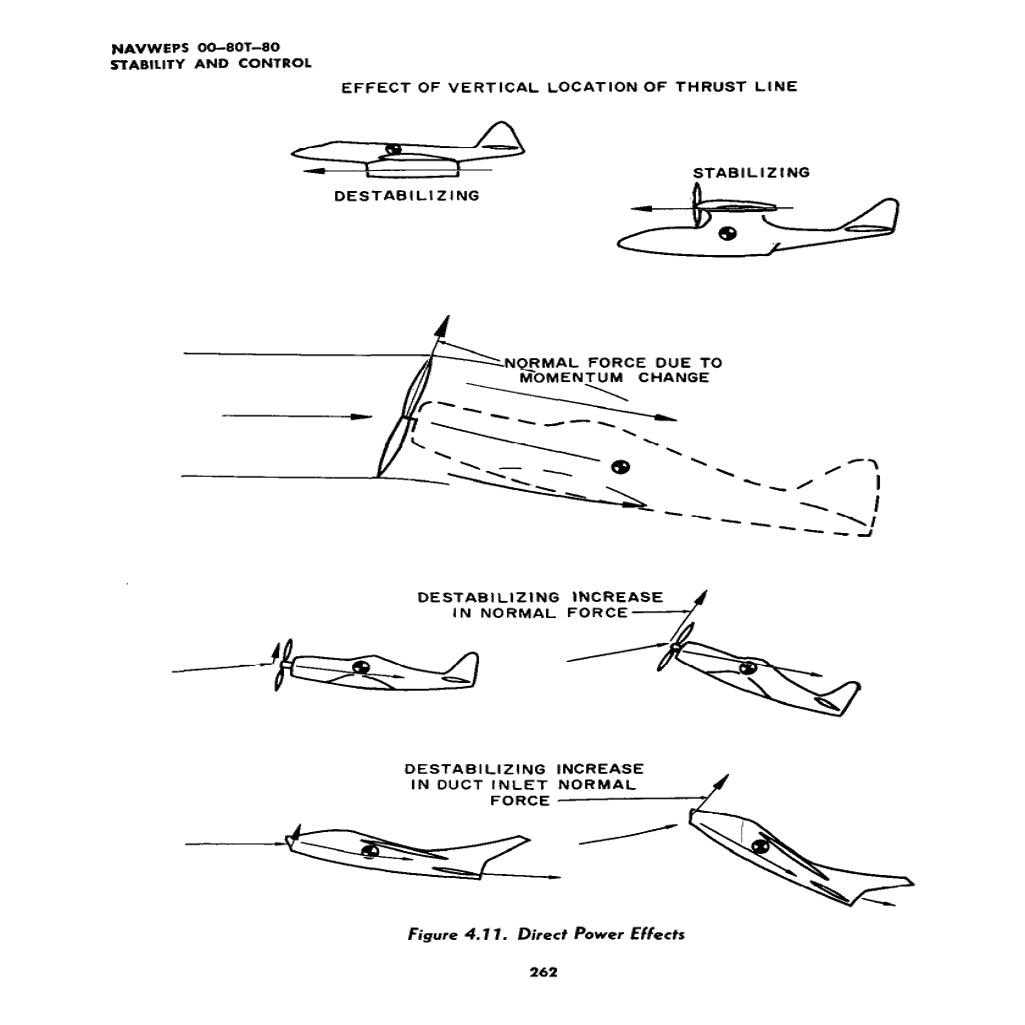 NAVWEPS 00–80T–80
STABILITY AND CONTROL
EFFECT OF VERTICAL LOCATION OF THRUST LINE
DESTABILIZING
STABILIZING
NORMAL FORCE DUE TO
MOMENTUM CHANGE
DESTABILIZING INCREASE
IN NORMAL FORCE
DESTABILIZING INCREASE
IN DUCT INLET NORMAL
FORCE
Figure 4.11. Direct Power Effects
262